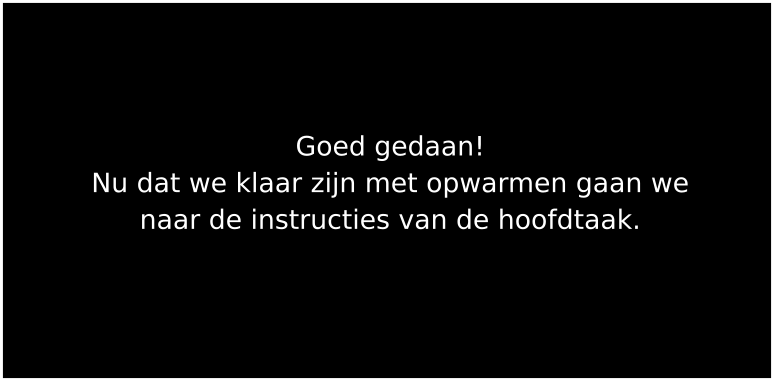 Goed gedaan!
Nu dat we klaar zijn met opwarmen gaan we
naar de instructies van de hoofdtaak.